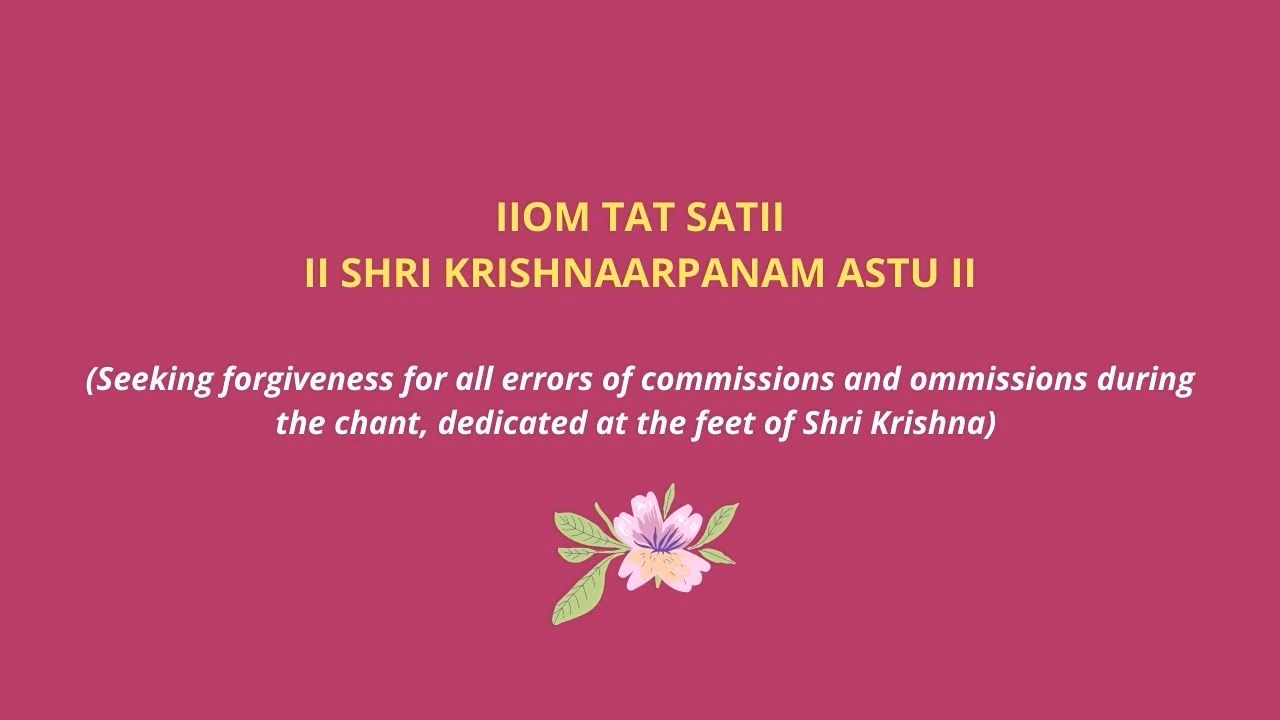 IIOM TAT SATII
II SHRI KRISHNAARPANAM ASTU II
(Seeking forgiveness for all errors of commissions and ommissions during
the chant, dedicated at the feet of Shri Krishna)